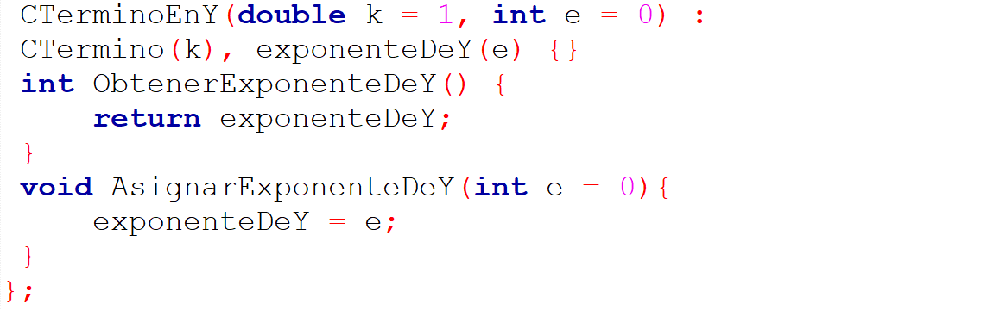 CTerminoEnY(double k = 1, int e = 0) :
CTermino(k), exponenteDeY(e) {}
int ObtenerExponenteDeY() {
return exponenteDeY;
}
void AsignarExponenteDeY(int e = 0){
exponenteDeY = e;
}
};